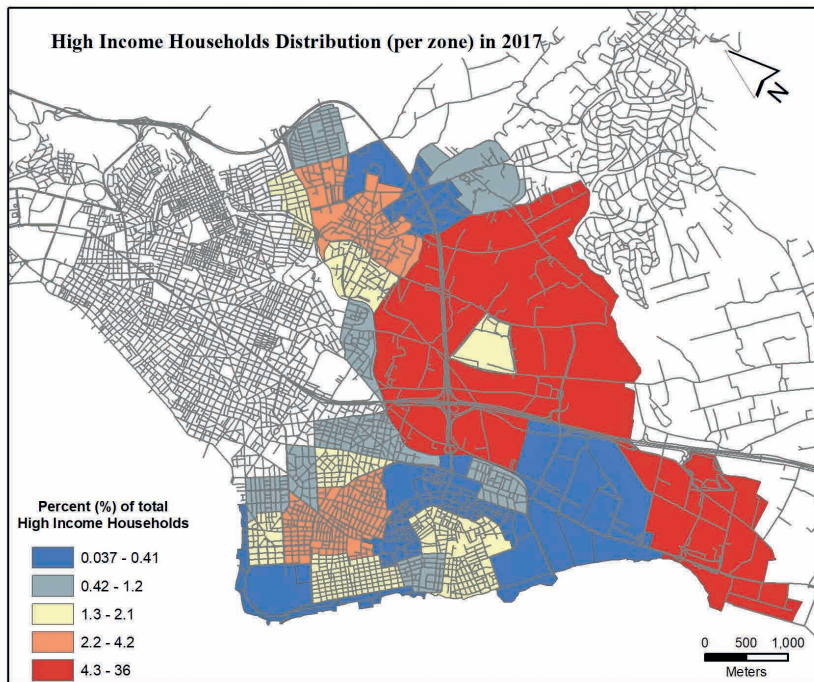 High Income Households Distribution (per zone) in 2017
N
Percent (%) of total
High Income Households
0.037 - 0.41
0.42 - 1.2
1.3 - 2.1
2.2 - 4.2
4.3 - 36
0 500 1,000
Meters